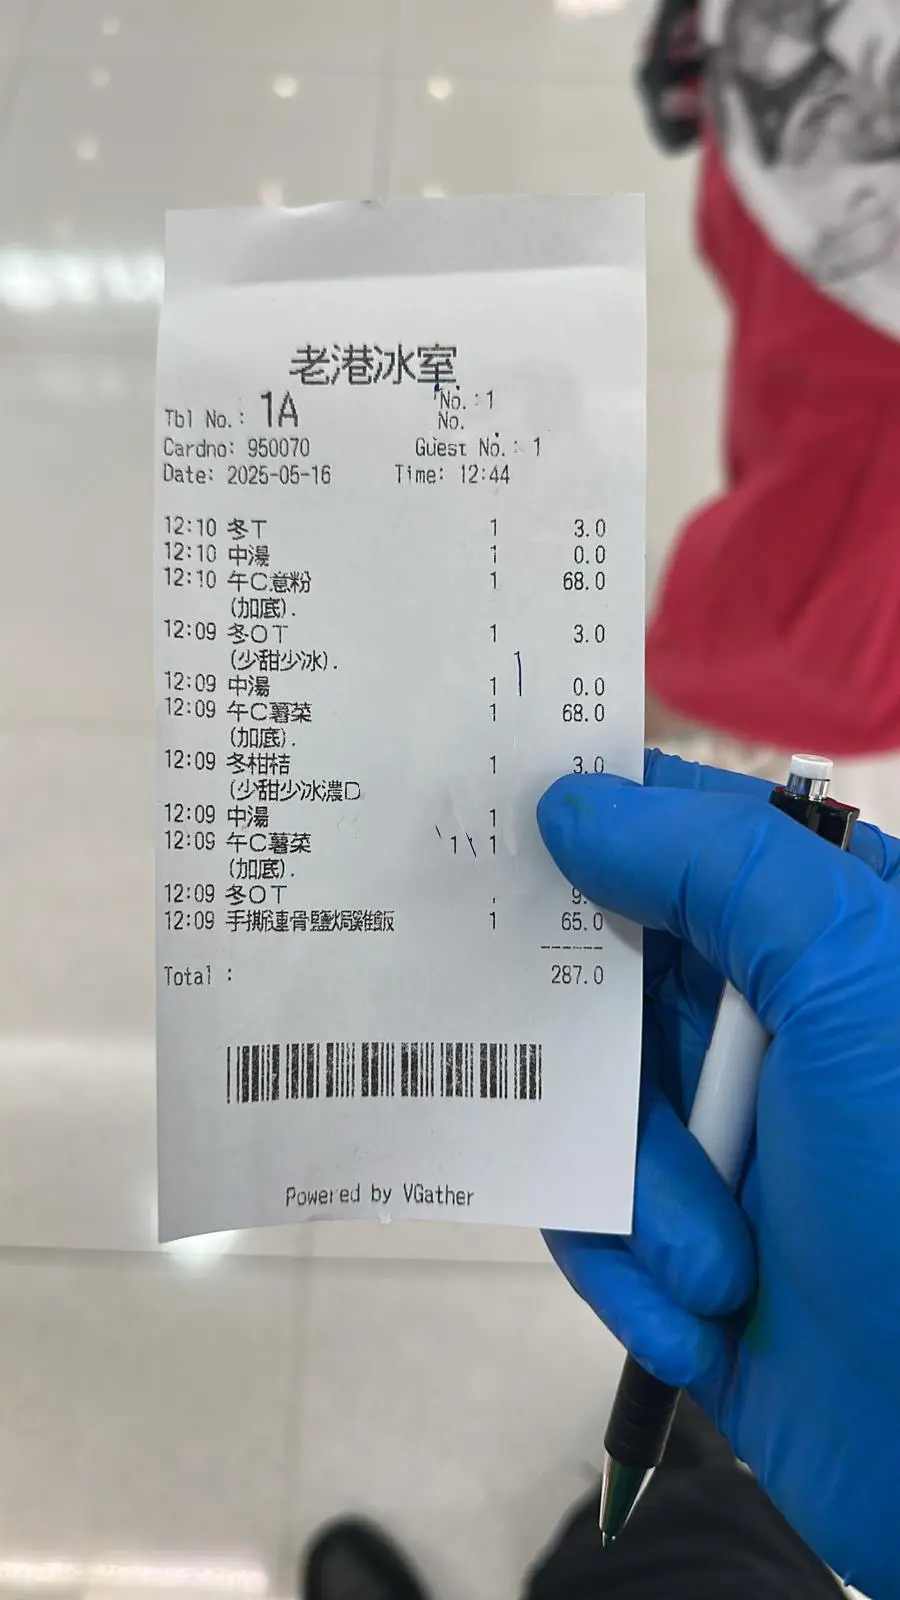 老港冰室
Tbl No.: 1A No.:1
No.
Cardno: 950070 Guest No.: 1
Date: 2025-05-16 Time: 12:44
12:10 冬T 1 3.0
12:10 中湯 1 0.0
12:10 午C意粉 1 68.0
(加底).
12:09 冬OT 1 3.0
(少甜少冰).
12:09 中湯 1 0.0
12:09 午C薯菜 1 68.0
(加底).
12:09 冬柑桔 1 3.0
(少甜少冰濃
12:09 中湯 1
12:09 午C薯菜 1
(加底).
12:09 冬OT 9.
12:09 手撕連骨鹽焗雞飯 1 65.0
Total : 287.0
Powered by VGather